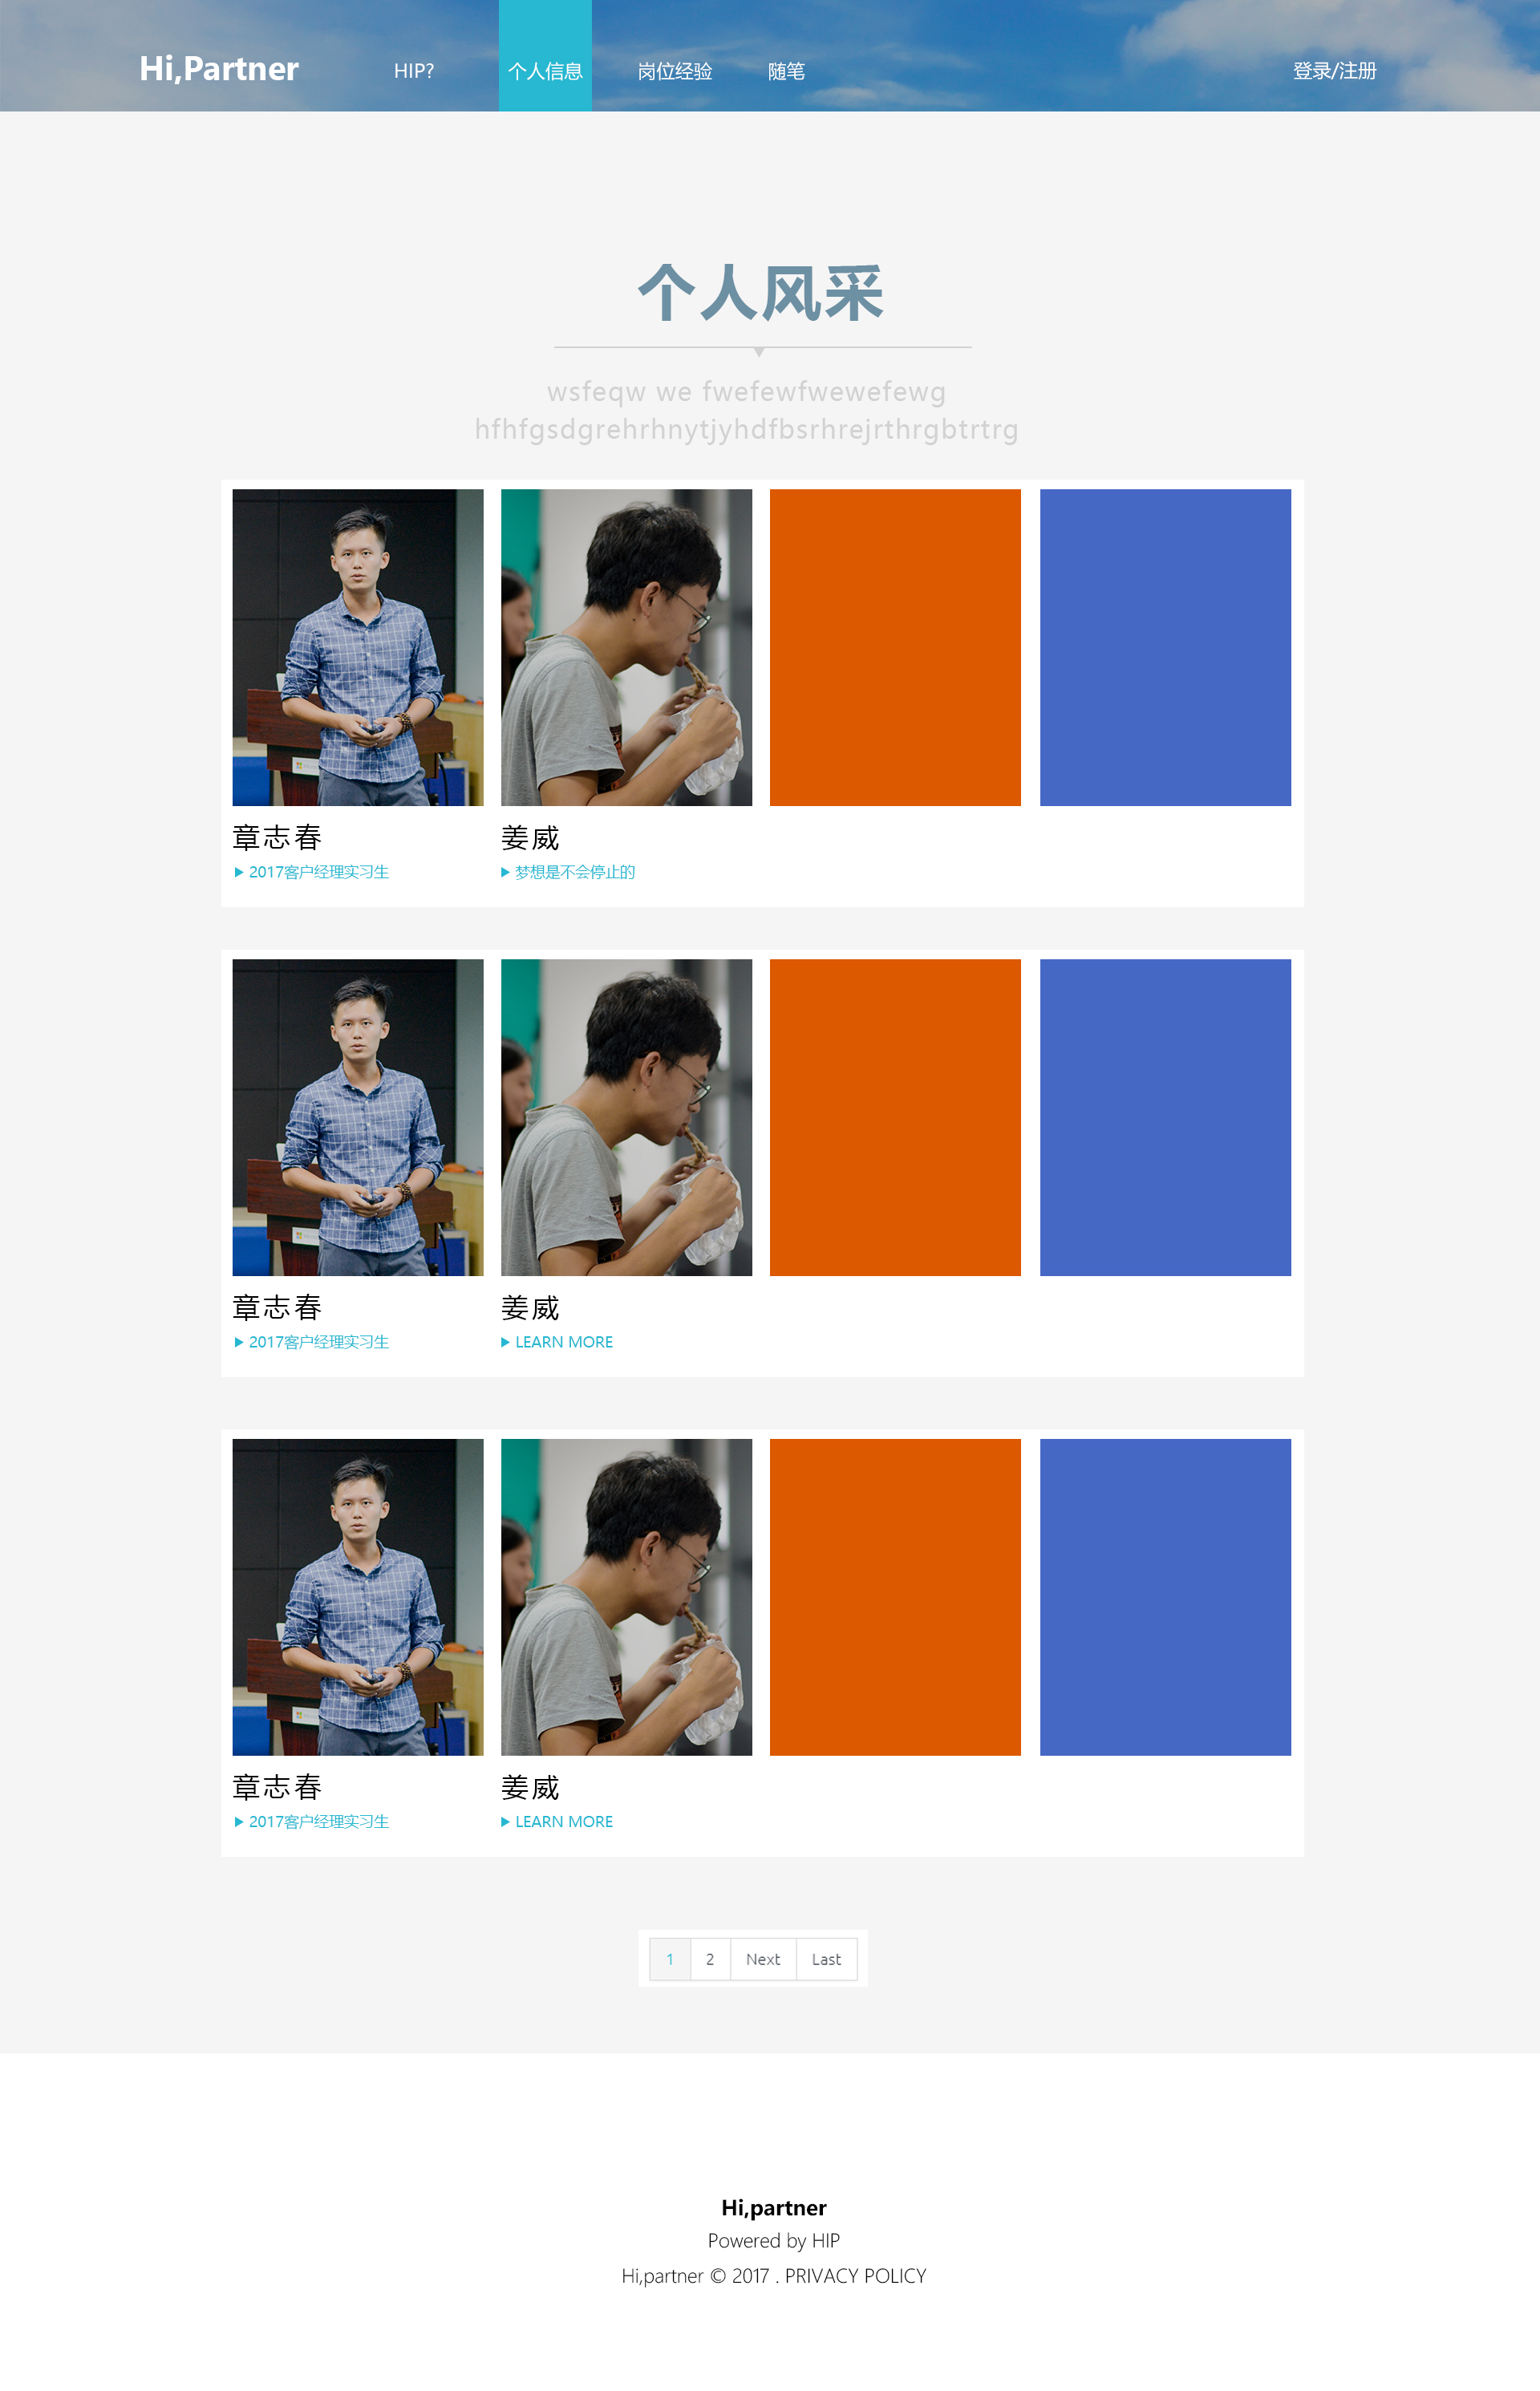 Hi,Partner HIP? 个人信息 岗位经验 随笔 登录/注册
个人风采
wsfeqw we fwefewfwewefewg
hfhfgsdgrehrhnytjyhdfbsrhrejrthrgbtrtrg
章志春 姜威
2017客户经理实习生 梦想是不会停止的
章志春 姜威
2017客户经理实习生 LEARN MORE
章志春 姜威
2017客户经理实习生 LEARN MORE
1 2 Next Last
Hi,partner
Powered by HIP
Hi,partner © 2017 . PRIVACY POLICY